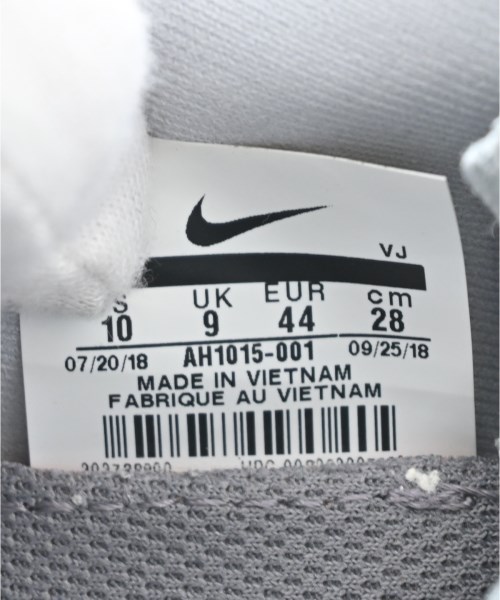 VJ
UK EUR cm
10 9 44 28
07/20/18 AH1015-001 09/25/18
MADE IN VIETNAM
FABRIQUE AU VIETNAM